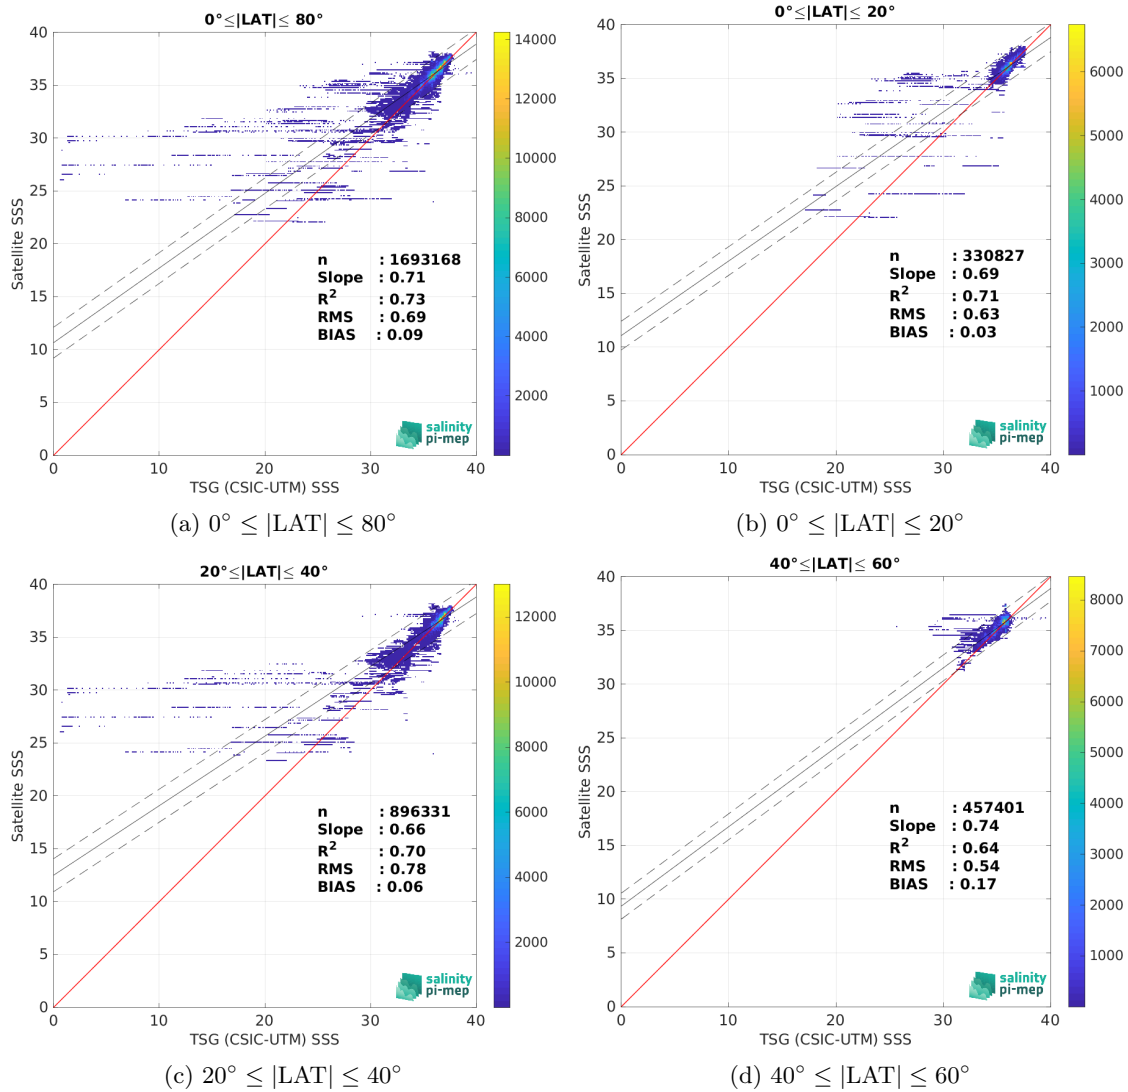 0°≤|LAT|≤ 80°
40
35
30
25
20
15
10
5
0
0
10
20
30
40
Satellite SSS
TSG (CSIC-UTM) SSS
n : 1693168
Slope : 0.71
R² : 0.73
RMS : 0.69
BIAS : 0.09
salinity
pi-mep
14000
12000
10000
8000
6000
4000
2000
(a) 0° ≤ |LAT| ≤ 80°
0°≤|LAT|≤ 20°
40
35
30
25
20
15
10
5
0
0
10
20
30
40
Satellite SSS
TSG (CSIC-UTM) SSS
n : 330827
Slope : 0.69
R² : 0.71
RMS : 0.63
BIAS : 0.03
salinity
pi-mep
6000
5000
4000
3000
2000
1000
(b) 0° ≤ |LAT| ≤ 20°
20°≤|LAT|≤ 40°
40
35
30
25
20
15
10
5
0
0
10
20
30
40
Satellite SSS
TSG (CSIC-UTM) SSS
n : 896331
Slope : 0.66
R² : 0.70
RMS : 0.78
BIAS : 0.06
salinity
pi-mep
12000
10000
8000
6000
4000
2000
(c) 20° ≤ |LAT| ≤ 40°
40°≤|LAT|≤ 60°
40
35
30
25
20
15
10
5
0
0
10
20
30
40
Satellite SSS
TSG (CSIC-UTM) SSS
n : 457401
Slope : 0.74
R² : 0.64
RMS : 0.54
BIAS : 0.17
salinity
pi-mep
8000
7000
6000
5000
4000
3000
2000
1000
(d) 40° ≤ |LAT| ≤ 60°